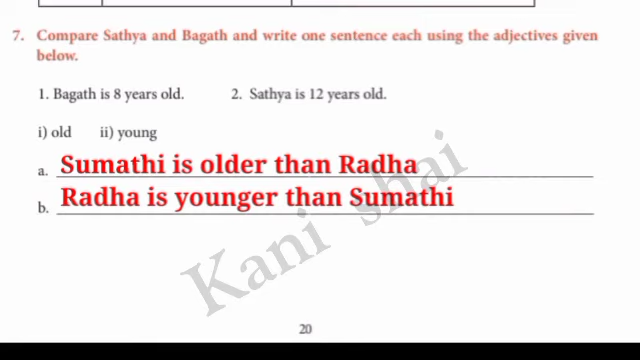 7. Compare Sathya and Bagath and write one sentence each using the adjectives given
below.
1. Bagath is 8 years old. 2. Sathya is 12 years old.
i) old ii) young
a. Sumathi is older than Radha
b. Radha is younger than Sumathi
Kani shai
20